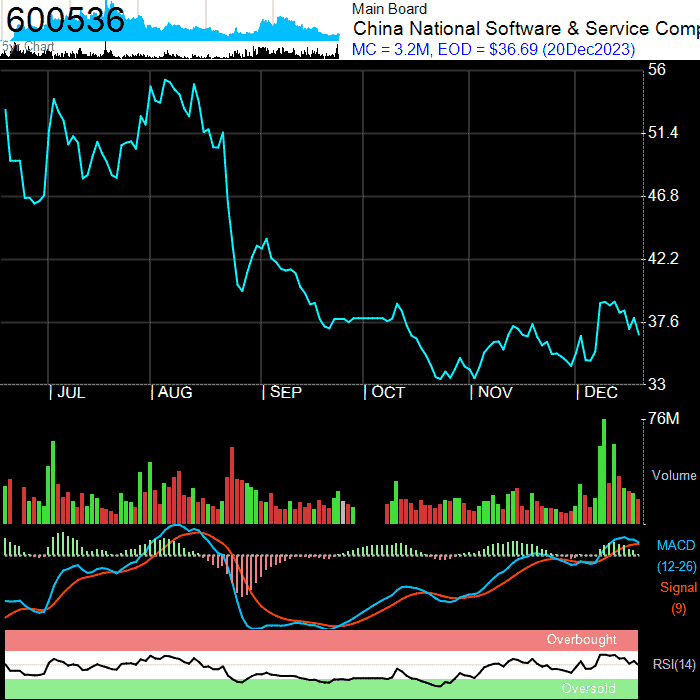 600536
5yr Chart
Main Board
China National Software & Service Comp
MC = 3.2M, EOD = $36.69 (20Dec2023)
56
51.4
46.8
42.2
37.6
33
JUL
AUG
SEP
OCT
NOV
DEC
76M
Volume
MACD
(12-26)
Signal
(9)
Overbought
RSI(14)
Oversold